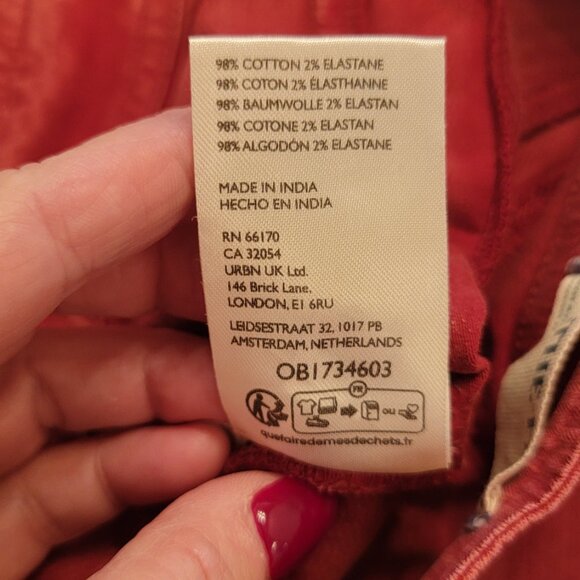 98% COTTON 2% ELASTANE
98% COTON 2% ÉLASTHANNE
98% BAUMWOLLE 2% ELASTAN
98% COTONE 2% ELASTAN
98% ALGODÓN 2% ELASTANE
MADE IN INDIA
HECHO EN INDIA
RN 66170
CA 32054
URBN UK Ltd.
146 Brick Lane,
LONDON, E1 6RU
LEIDSESTRAAT 32, 1017 PB
AMSTERDAM, NETHERLANDS
OB1734603
FR
ou
quefairedemesdechets.fr